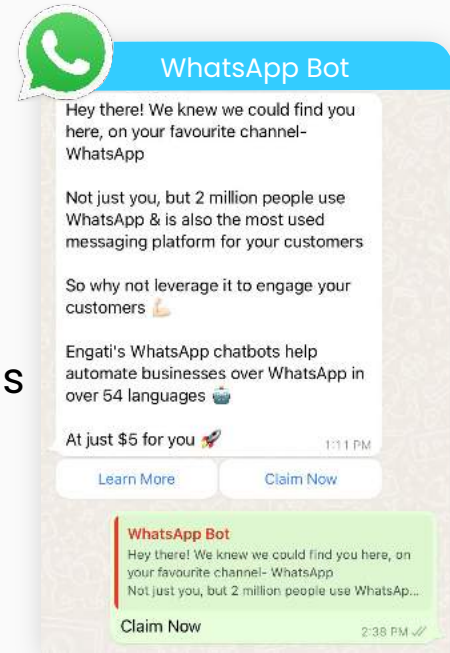 WhatsApp Bot
Hey there! We knew we could find you
here, on your favourite channel-
WhatsApp
Not just you, but 2 million people use
WhatsApp & is also the most used
messaging platform for your customers
So why not leverage it to engage your
customers 💪🏻
s
Engati's WhatsApp chatbots help
automate businesses over WhatsApp in
over 54 languages 🤖
At just $5 for you 🚀
1:11 PM
Learn More
Claim Now
WhatsApp Bot
Hey there! We knew we could find you here, on
your favourite channel- WhatsApp
Not just you, but 2 million people use WhatsAp...
Claim Now
2:38 PM